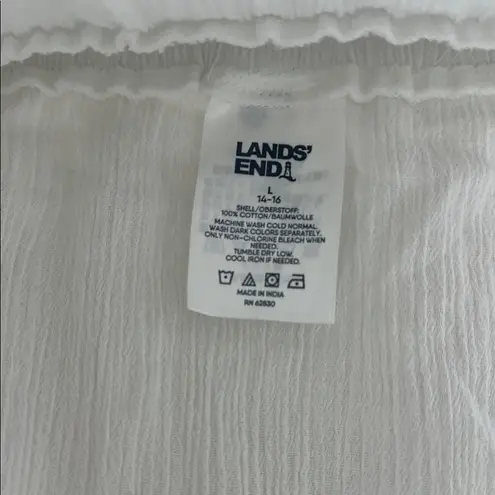 LANDS'
END
L
14-16
SHELL/OBERSTOFF:
100% COTTON/BAUMWOLLE
MACHINE WASH COLD NORMAL.
WASH DARK COLORS SEPARATELY.
ONLY NON-CHLORINE BLEACH WHEN
NEEDED.
TUMBLE DRY LOW.
COOL IRON IF NEEDED.
MADE IN INDIA
RN 62830